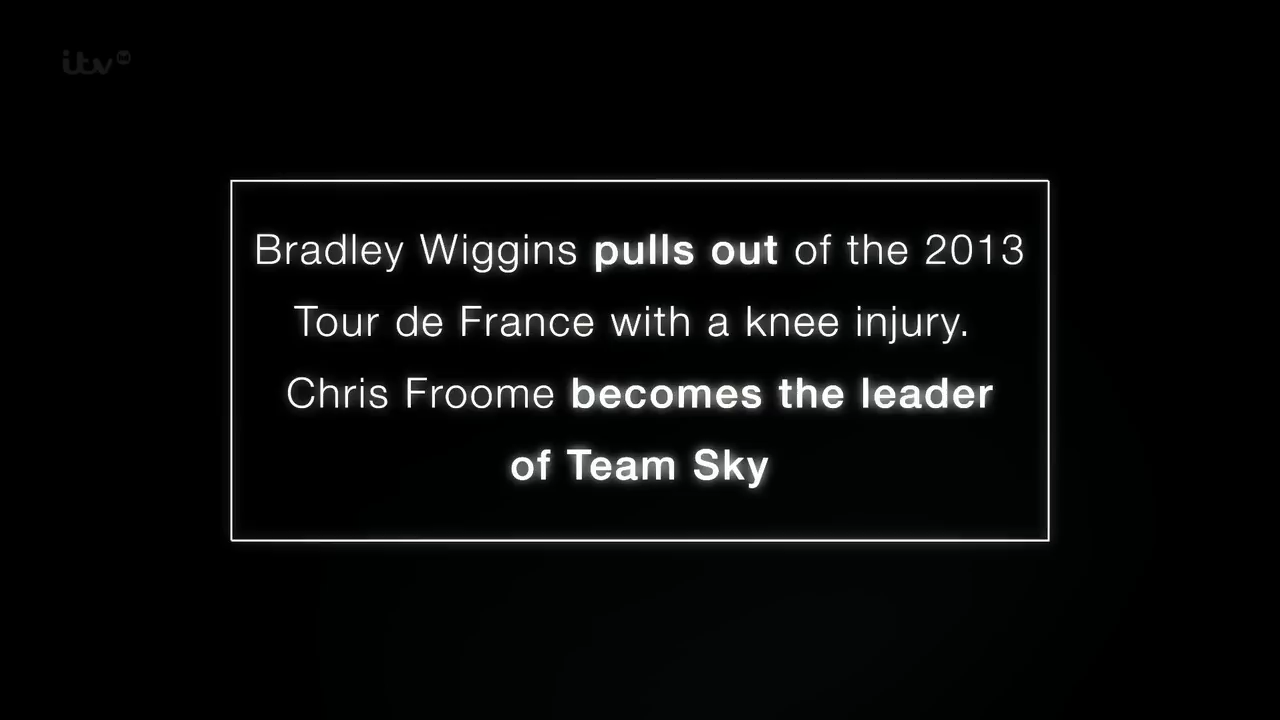 itv HD
Bradley Wiggins pulls out of the 2013
Tour de France with a knee injury.
Chris Froome becomes the leader
of Team Sky